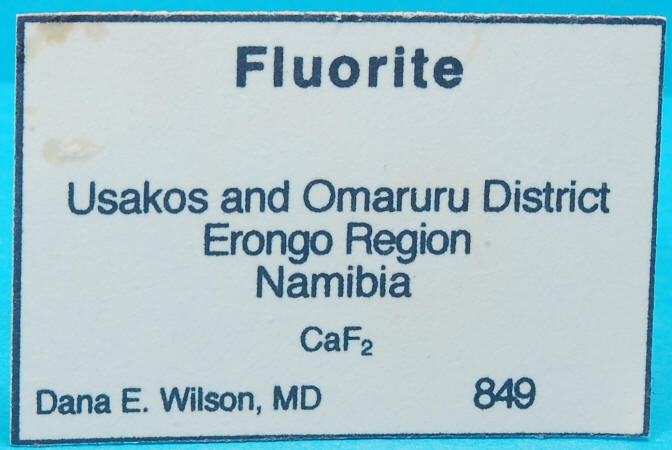 Fluorite
Usakos and Omaruru District
Erongo Region
Namibia
CaF₂
Dana E. Wilson, MD 849